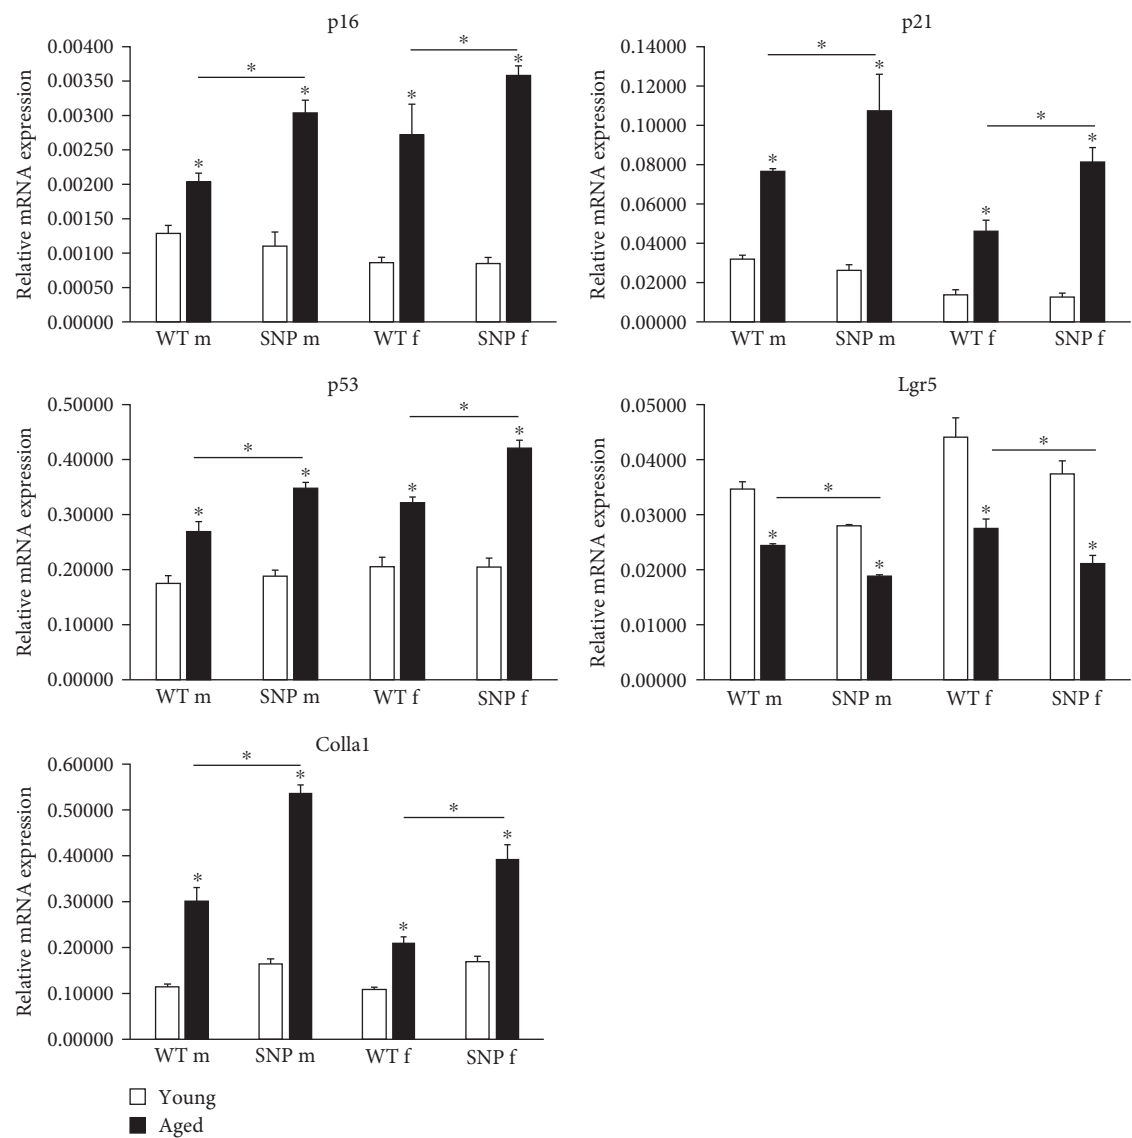 p16
Relative mRNA expression
0.00400
0.00350
0.00300
0.00250
0.00200
0.00150
0.00100
0.00050
0.00000
* * * * * *
WT m SNP m WT f SNP f
p21
Relative mRNA expression
0.14000
0.12000
0.10000
0.08000
0.06000
0.04000
0.02000
0.00000
* * * * * *
WT m SNP m WT f SNP f
p53
Relative mRNA expression
0.50000
0.40000
0.30000
0.20000
0.10000
0.00000
* * * * * *
WT m SNP m WT f SNP f
Lgr5
Relative mRNA expression
0.05000
0.04000
0.03000
0.02000
0.01000
0.00000
* * * * * *
WT m SNP m WT f SNP f
Colla1
Relative mRNA expression
0.60000
0.50000
0.40000
0.30000
0.20000
0.10000
0.00000
* * * * * *
WT m SNP m WT f SNP f
Young
Aged